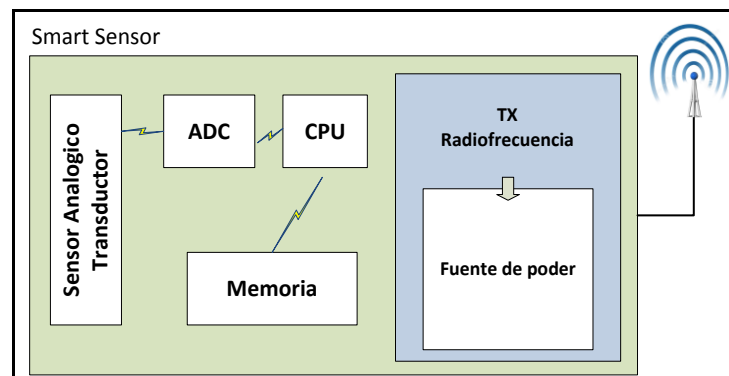 Smart Sensor
Sensor Analogico
Transductor
ADC
CPU
Memoria
TX
Radiofrecuencia
Fuente de poder